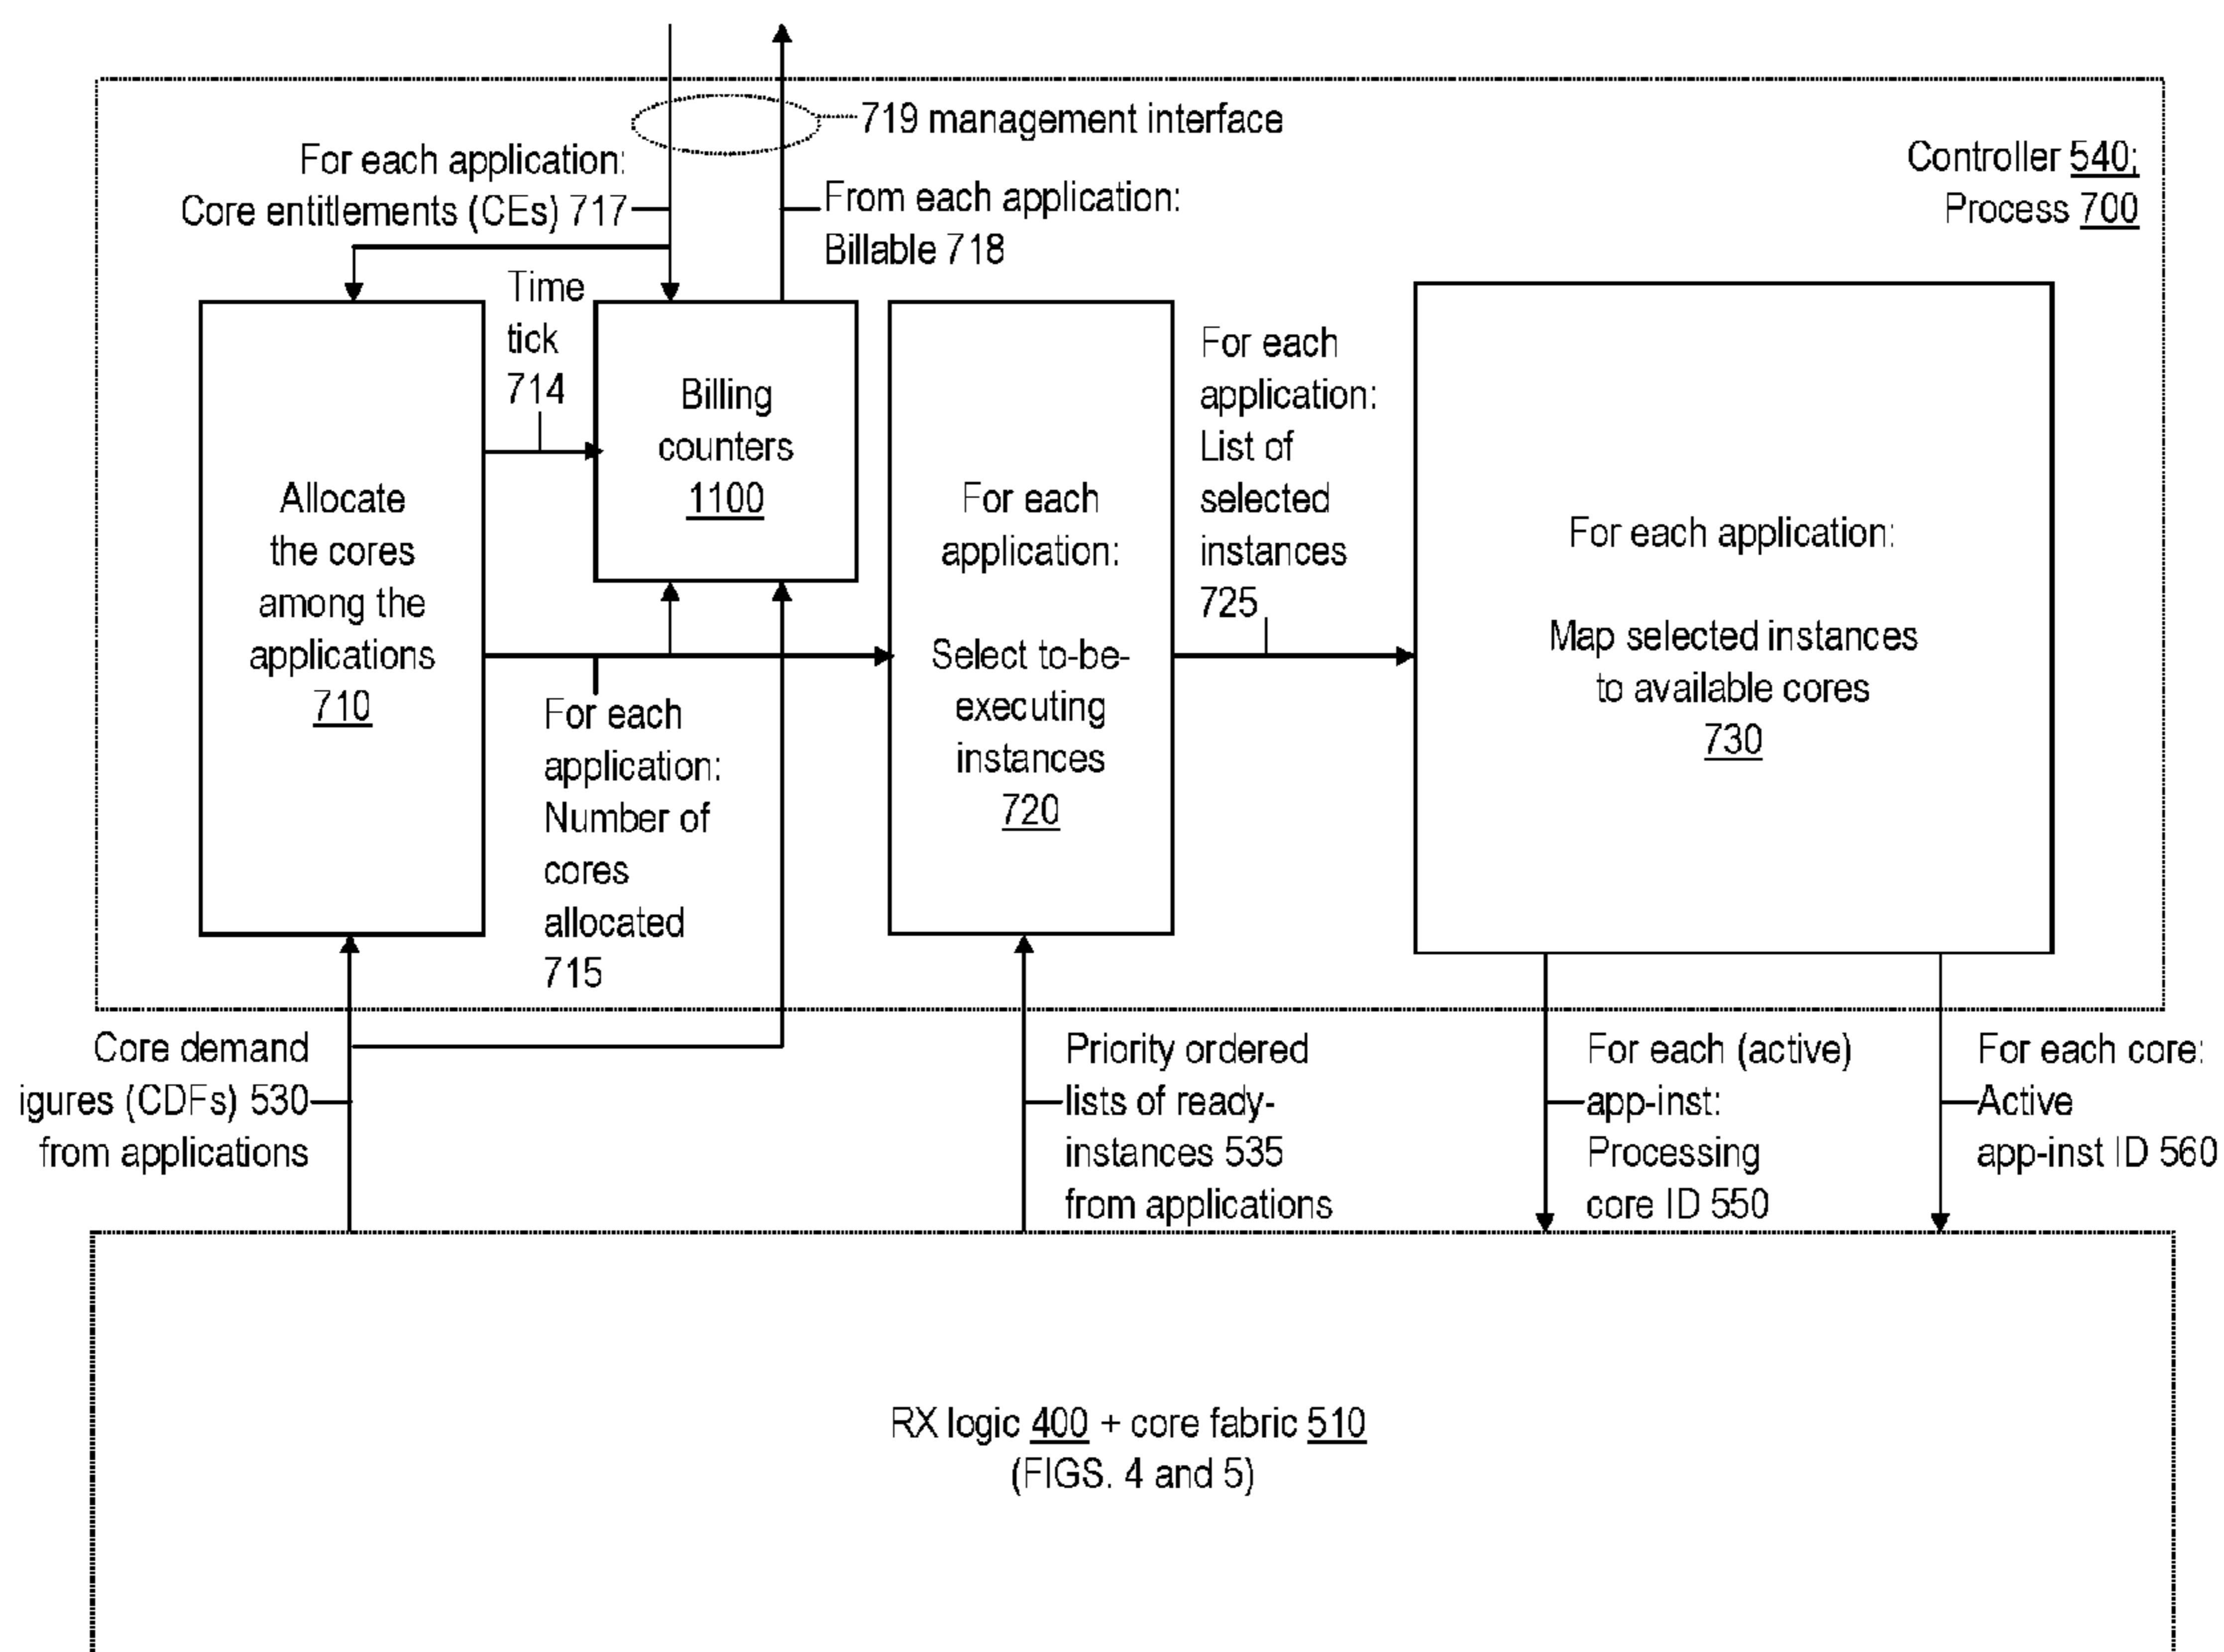 719 management interface
For each application:
Core entitlements (CEs) 717
From each application:
Billable 718
Controller 540;
Process 700
Time
tick
714
Allocate
the cores
among the
applications
710
Billing
counters
1100
For each
application:
Number of
cores
allocated
715
For each
application:
Select to-be-
executing
instances
720
For each
application:
List of
selected
instances
725
For each application:
Map selected instances
to available cores
730
Core demand
igures (CDFs) 530
from applications
Priority ordered
lists of ready-
instances 535
from applications
For each (active)
app-inst:
Processing
core ID 550
For each core:
Active
app-inst ID 560
RX logic 400 + core fabric 510
(FIGS. 4 and 5)